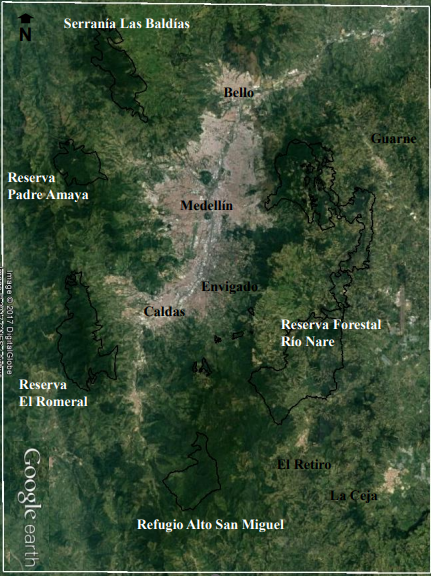 Serranía Las Baldías
N
Bello
Guarne
Reserva
Padre Amaya
Medellín
Envigado
Caldas
Reserva Forestal
Río Nare
Reserva
El Romeral
El Retiro
La Ceja
Refugio Alto San Miguel
Google earth
Image © 2017 DigitalGlobe